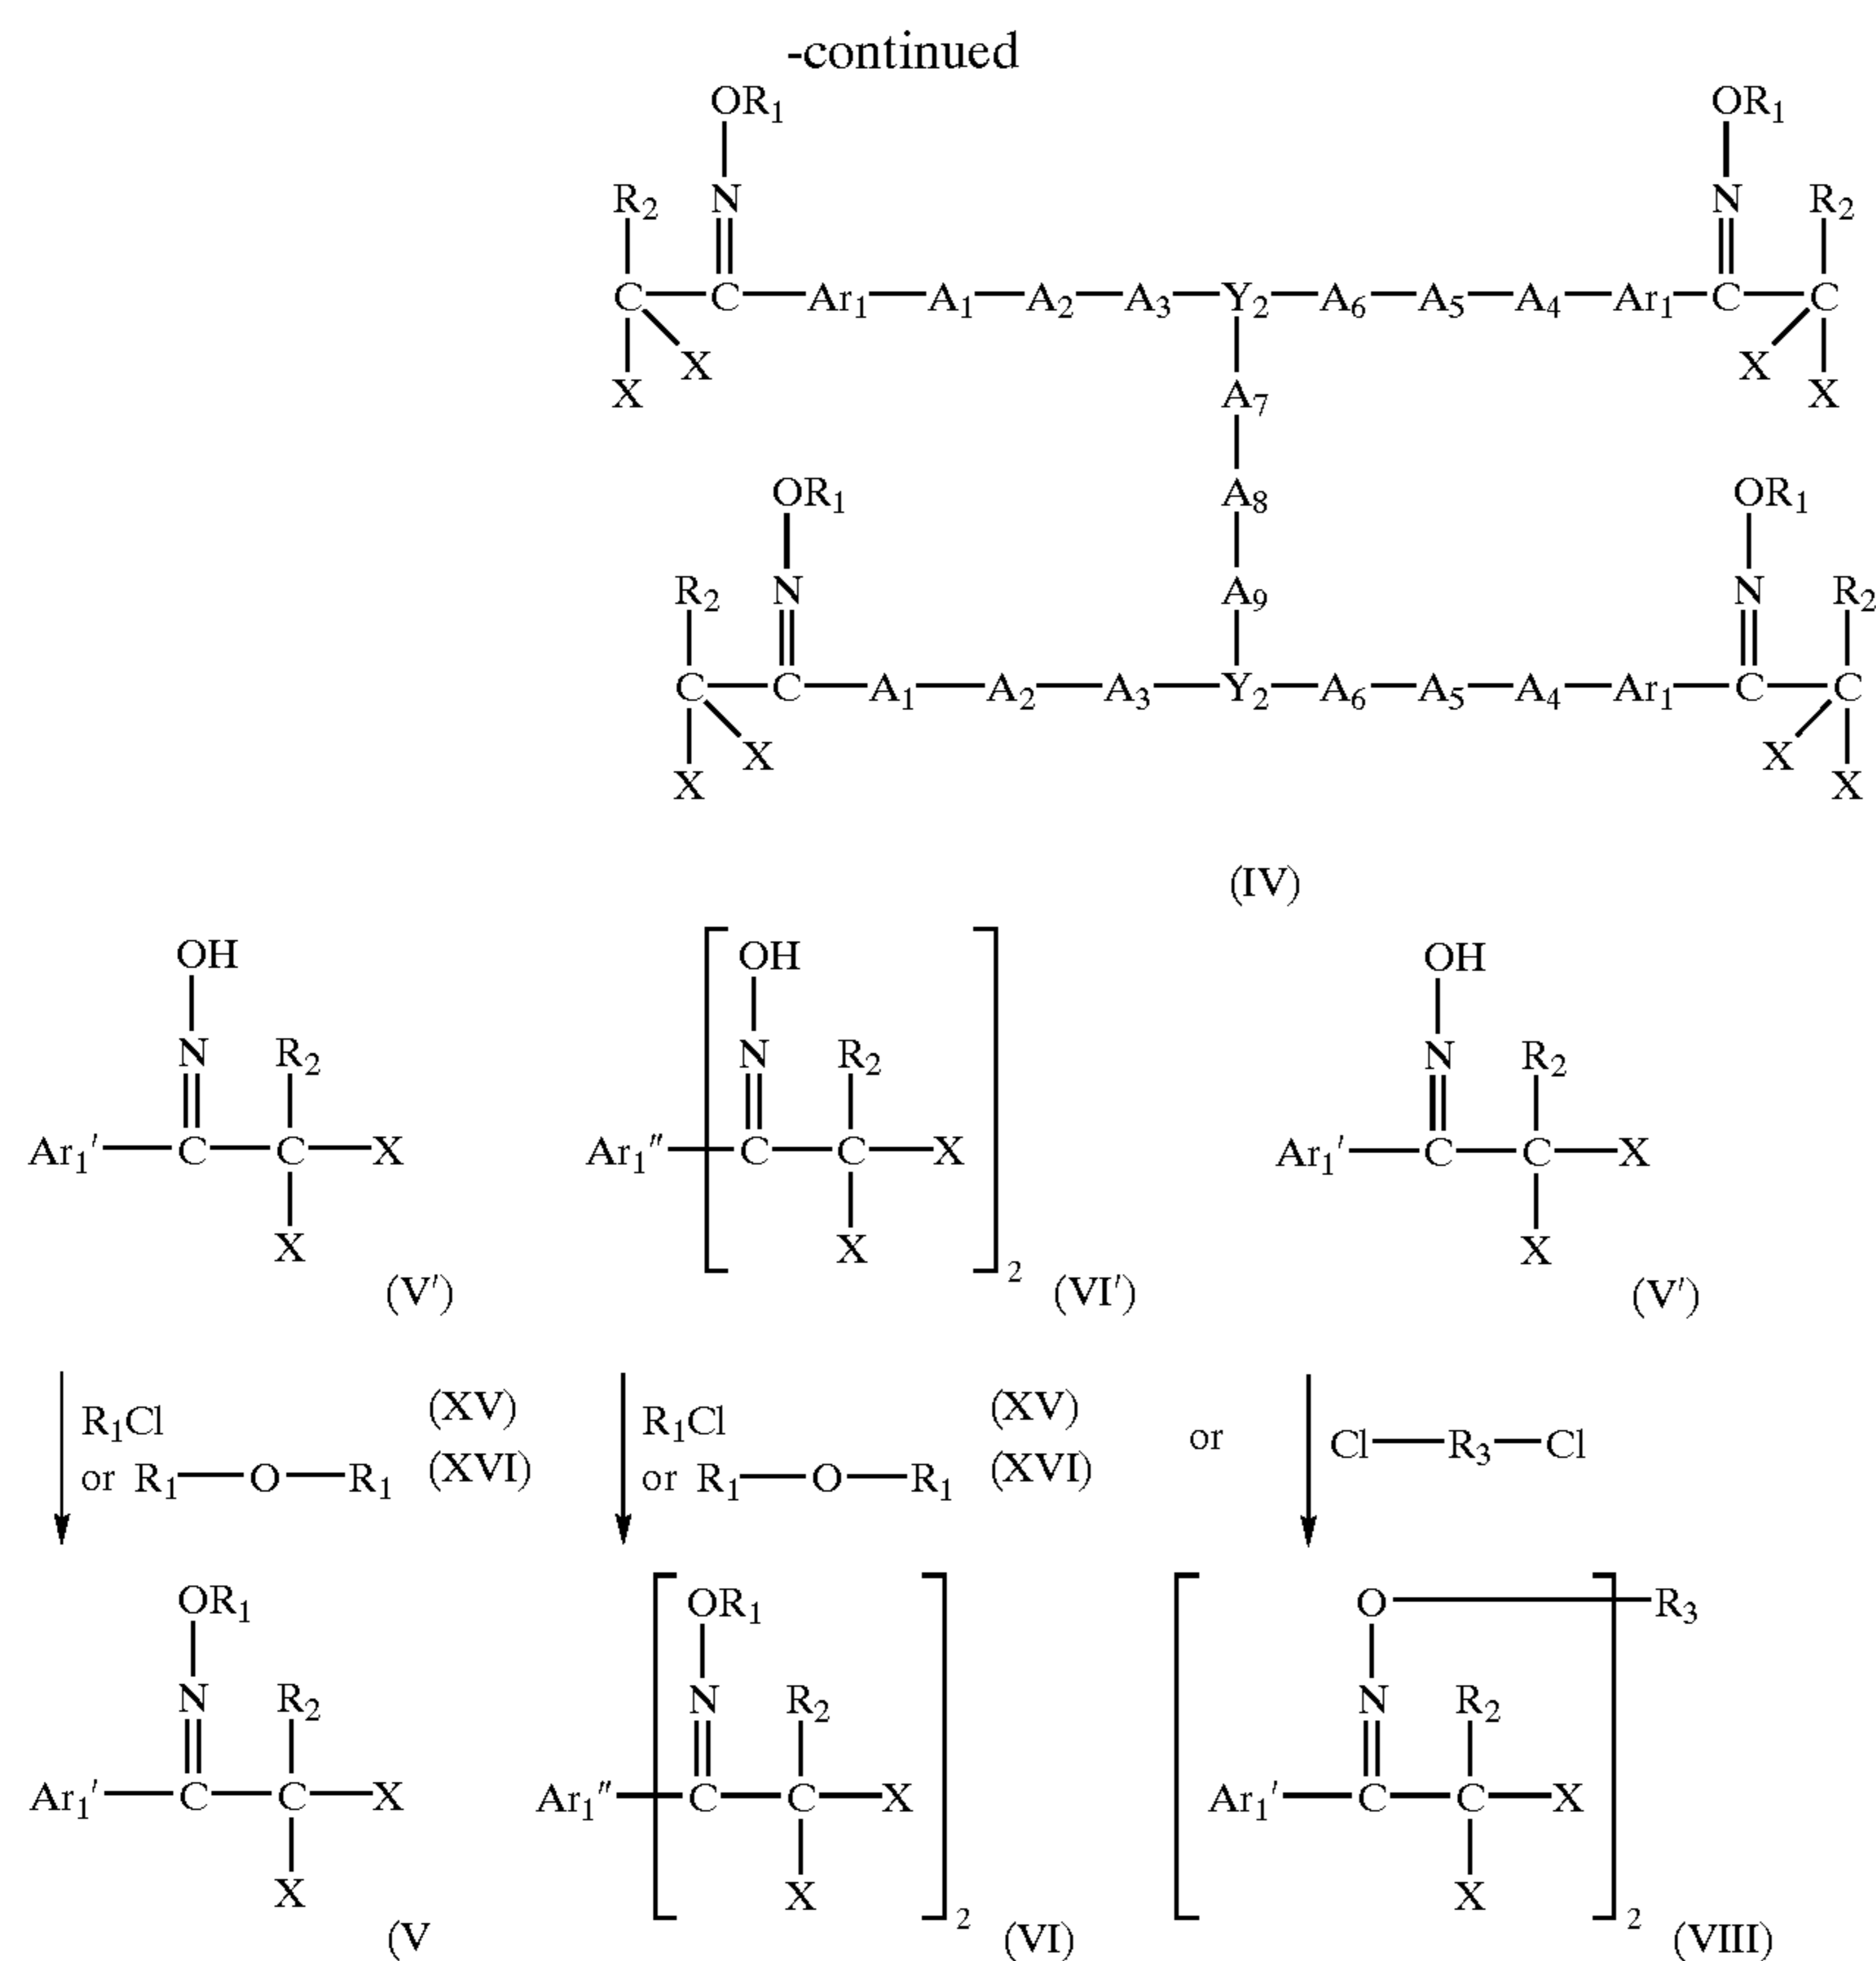 -continued
OR1 OR1
R2 N N R2
C C Ar1 A1 A2 A3 Y2 A6 A5 A4 Ar1 C C
X X X X
A7
OR1 A8 OR1
R2 N A9 N R2
C C A1 A2 A3 Y2 A6 A5 A4 Ar1 C C
X X X X
(IV)
OH OH OH
N R2 N R2 N R2
Ar1' C C X Ar1'' C C X Ar1' C C X
X X X
(V') 2 (VI') (V')
R1Cl (XV) R1Cl (XV) or Cl R3 Cl
or R1 O R1 (XVI) or R1 O R1 (XVI)
OR1 OR1 O R3
N R2 N R2 N R2
Ar1' C C X Ar1'' C C X Ar1' C C X
X X X
(V 2 (VI) 2 (VIII)